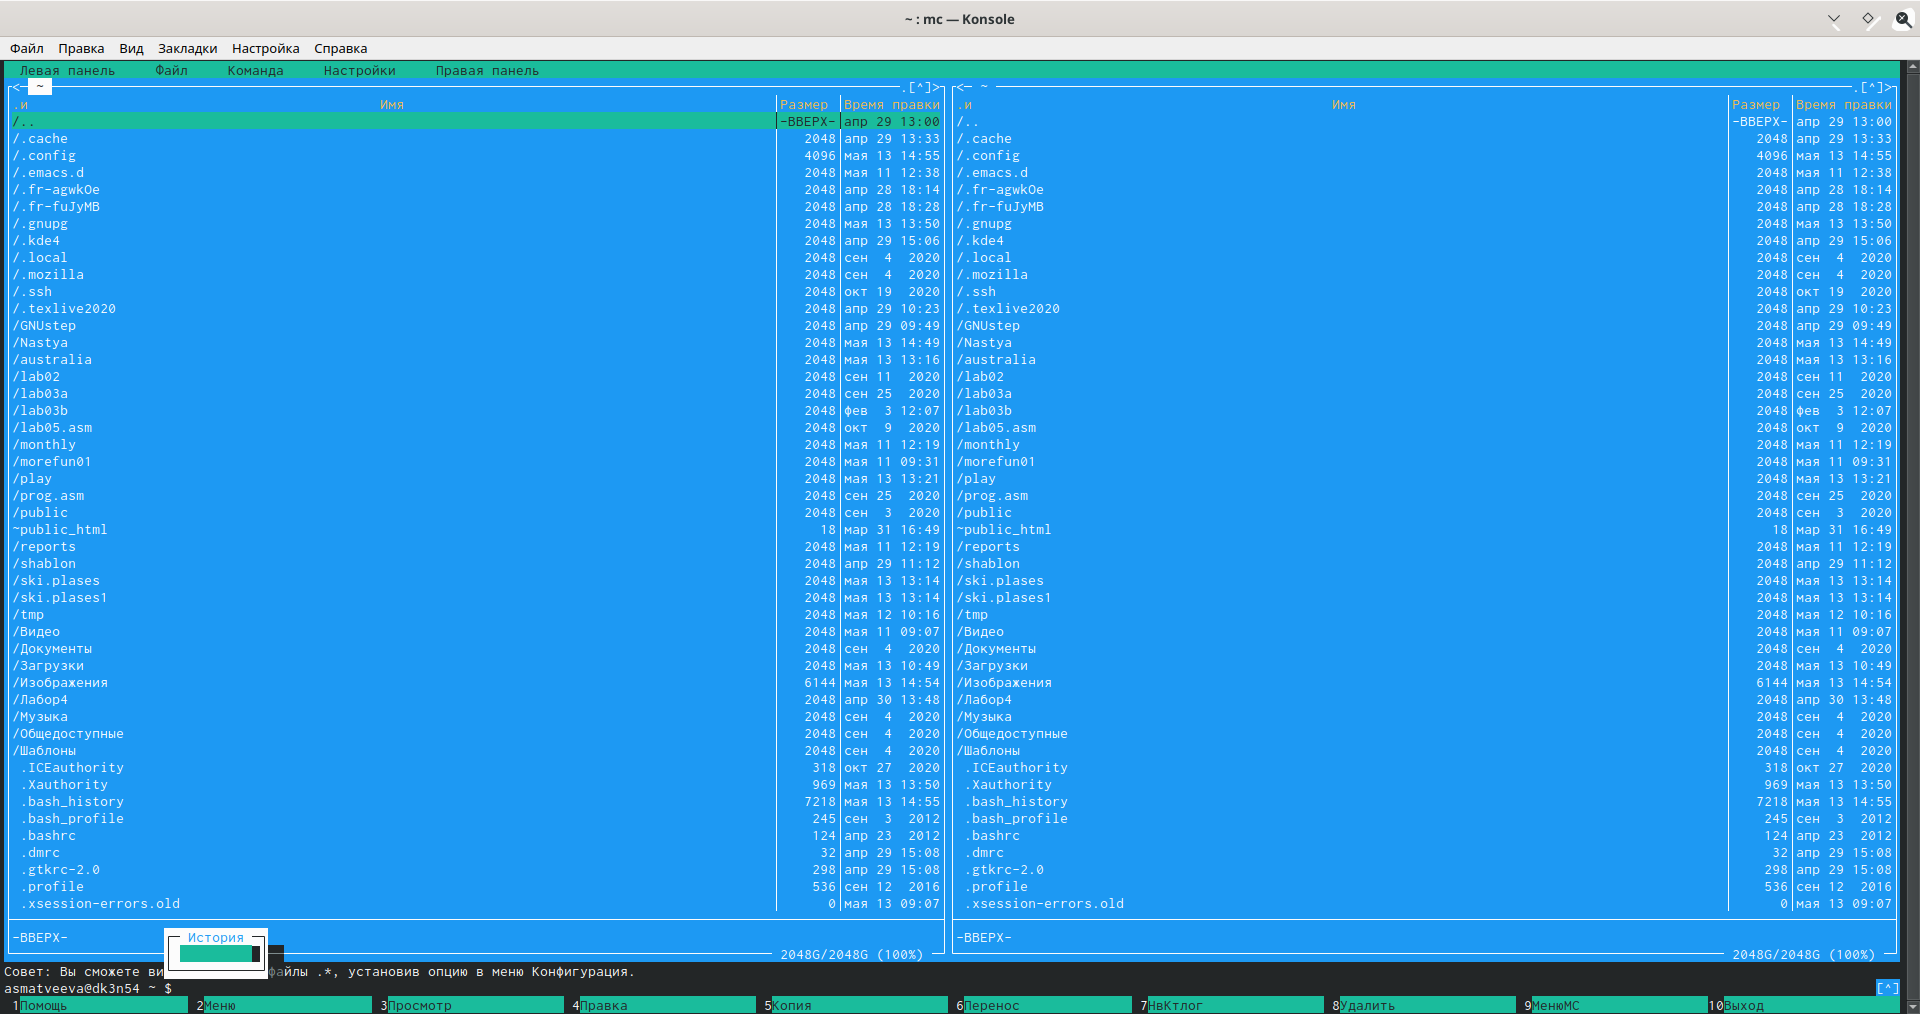 ~ : mc — Konsole
Файл Правка Вид Закладки Настройка Справка
Левая панель Файл Команда Настройки Правая панель
<─ ~ ─.[^]> <─ ~ ─.[^]>
.и Имя Размер Время правки .и Имя Размер Время правки
/.. -ВВЕРХ- апр 29 13:00 /.. -ВВЕРХ- апр 29 13:00
/.cache 2048 апр 29 13:33 /.cache 2048 апр 29 13:33
/.config 4096 мая 13 14:55 /.config 4096 мая 13 14:55
/.emacs.d 2048 мая 11 12:38 /.emacs.d 2048 мая 11 12:38
/.fr-agwkOe 2048 апр 28 18:14 /.fr-agwkOe 2048 апр 28 18:14
/.fr-fuJyMB 2048 апр 28 18:28 /.fr-fuJyMB 2048 апр 28 18:28
/.gnupg 2048 мая 13 13:50 /.gnupg 2048 мая 13 13:50
/.kde4 2048 апр 29 15:06 /.kde4 2048 апр 29 15:06
/.local 2048 сен 4 2020 /.local 2048 сен 4 2020
/.mozilla 2048 сен 4 2020 /.mozilla 2048 сен 4 2020
/.ssh 2048 окт 19 2020 /.ssh 2048 окт 19 2020
/.texlive2020 2048 апр 29 10:23 /.texlive2020 2048 апр 29 10:23
/GNUstep 2048 апр 29 09:49 /GNUstep 2048 апр 29 09:49
/Nastya 2048 мая 13 14:49 /Nastya 2048 мая 13 14:49
/australia 2048 мая 13 13:16 /australia 2048 мая 13 13:16
/lab02 2048 сен 11 2020 /lab02 2048 сен 11 2020
/lab03a 2048 сен 25 2020 /lab03a 2048 сен 25 2020
/lab03b 2048 фев 3 12:07 /lab03b 2048 фев 3 12:07
/lab05.asm 2048 окт 9 2020 /lab05.asm 2048 окт 9 2020
/monthly 2048 мая 11 12:19 /monthly 2048 мая 11 12:19
/morefun01 2048 мая 11 09:31 /morefun01 2048 мая 11 09:31
/play 2048 мая 13 13:21 /play 2048 мая 13 13:21
/prog.asm 2048 сен 25 2020 /prog.asm 2048 сен 25 2020
/public 2048 сен 3 2020 /public 2048 сен 3 2020
~public_html 18 мар 31 16:49 ~public_html 18 мар 31 16:49
/reports 2048 мая 11 12:19 /reports 2048 мая 11 12:19
/shablon 2048 апр 29 11:12 /shablon 2048 апр 29 11:12
/ski.plases 2048 мая 13 13:14 /ski.plases 2048 мая 13 13:14
/ski.plases1 2048 мая 13 13:14 /ski.plases1 2048 мая 13 13:14
/tmp 2048 мая 12 10:16 /tmp 2048 мая 12 10:16
/Видео 2048 мая 11 09:07 /Видео 2048 мая 11 09:07
/Документы 2048 сен 4 2020 /Документы 2048 сен 4 2020
/Загрузки 2048 мая 13 10:49 /Загрузки 2048 мая 13 10:49
/Изображения 6144 мая 13 14:54 /Изображения 6144 мая 13 14:54
/Лабор4 2048 апр 30 13:48 /Лабор4 2048 апр 30 13:48
/Музыка 2048 сен 4 2020 /Музыка 2048 сен 4 2020
/Общедоступные 2048 сен 4 2020 /Общедоступные 2048 сен 4 2020
/Шаблоны 2048 сен 4 2020 /Шаблоны 2048 сен 4 2020
.ICEauthority 318 окт 27 2020 .ICEauthority 318 окт 27 2020
.Xauthority 969 мая 13 13:50 .Xauthority 969 мая 13 13:50
.bash_history 7218 мая 13 14:55 .bash_history 7218 мая 13 14:55
.bash_profile 245 сен 3 2012 .bash_profile 245 сен 3 2012
.bashrc 124 апр 23 2012 .bashrc 124 апр 23 2012
.dmrc 32 апр 29 15:08 .dmrc 32 апр 29 15:08
.gtkrc-2.0 298 апр 29 15:08 .gtkrc-2.0 298 апр 29 15:08
.profile 536 сен 12 2016 .profile 536 сен 12 2016
.xsession-errors.old 0 мая 13 09:07 .xsession-errors.old 0 мая 13 09:07
-ВВЕРХ- -ВВЕРХ-
История
2048G/2048G (100%) 2048G/2048G (100%)
Совет: Вы сможете ви файлы .*, установив опцию в меню Конфигурация.
asmatveeva@dk3n54 ~ $ [^]
1Помощь 2Меню 3Просмотр 4Правка 5Копия 6Перенос 7НвКтлог 8Удалить 9МенюМС 10Выход